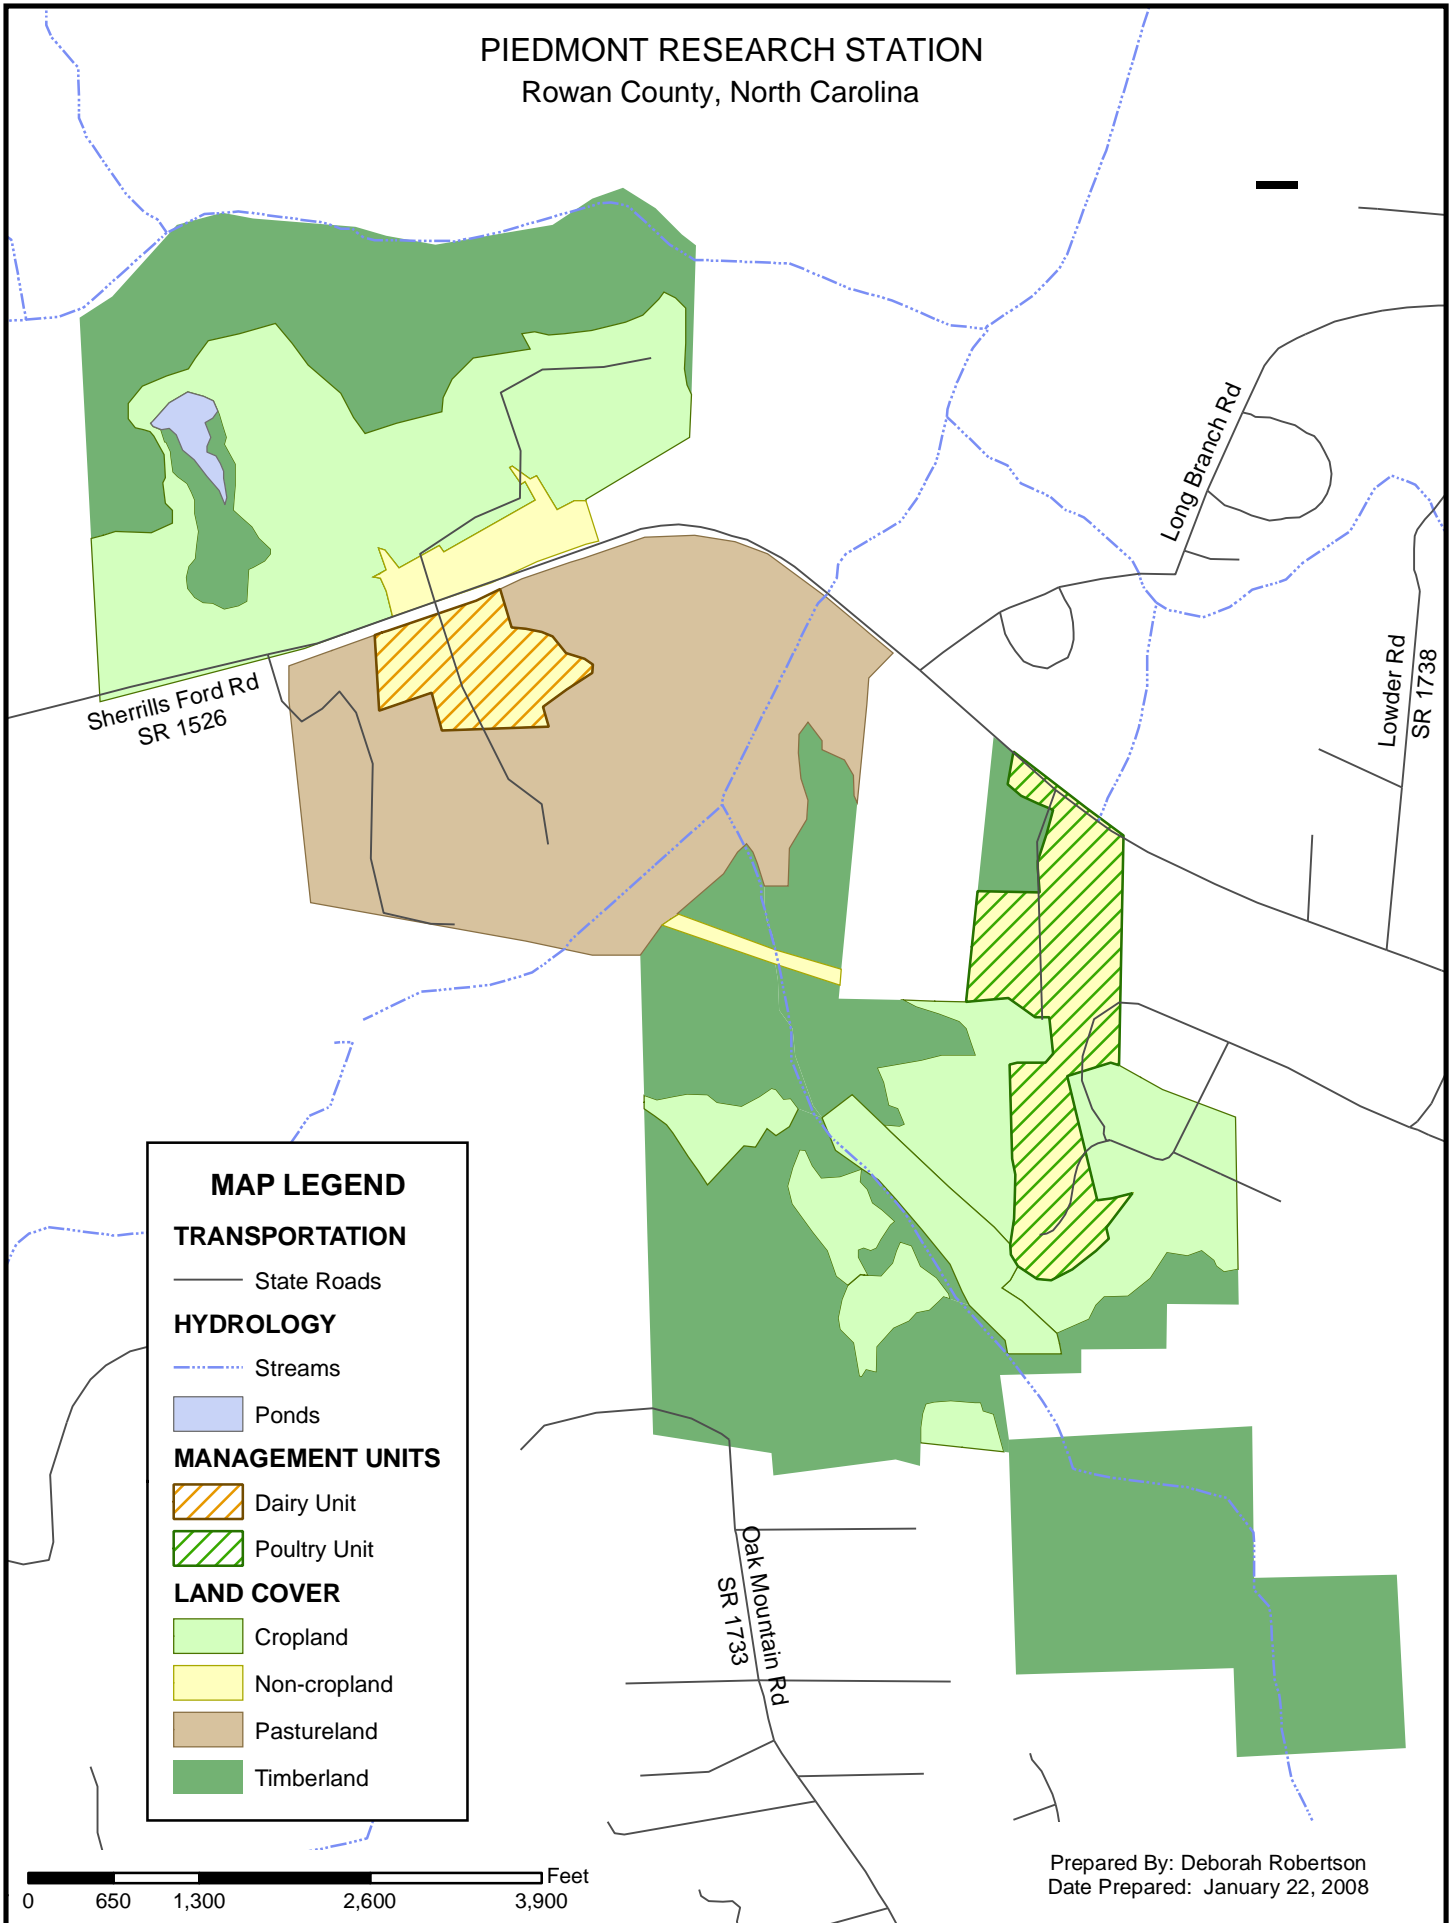 PIEDMONT RESEARCH STATION
Rowan County, North Carolina
Long Branch Rd
Lowder Rd
SR 1738
Sherrills Ford Rd
SR 1526
MAP LEGEND
TRANSPORTATION
State Roads
HYDROLOGY
Streams
Ponds
MANAGEMENT UNITS
Dairy Unit
Poultry Unit
LAND COVER
Cropland
Non-cropland
Pastureland
Timberland
Oak Mountain Rd
SR 1733
Feet
0 650 1,300 2,600 3,900
Prepared By: Deborah Robertson
Date Prepared: January 22, 2008